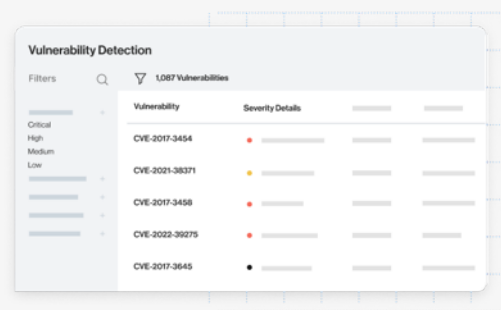 Vulnerability Detection
Filters
1,087 Vulnerabilities
Critical
High
Medium
Low
Vulnerability Severity Details
CVE-2017-3454
CVE-2021-38371
CVE-2017-3458
CVE-2022-39275
CVE-2017-3645